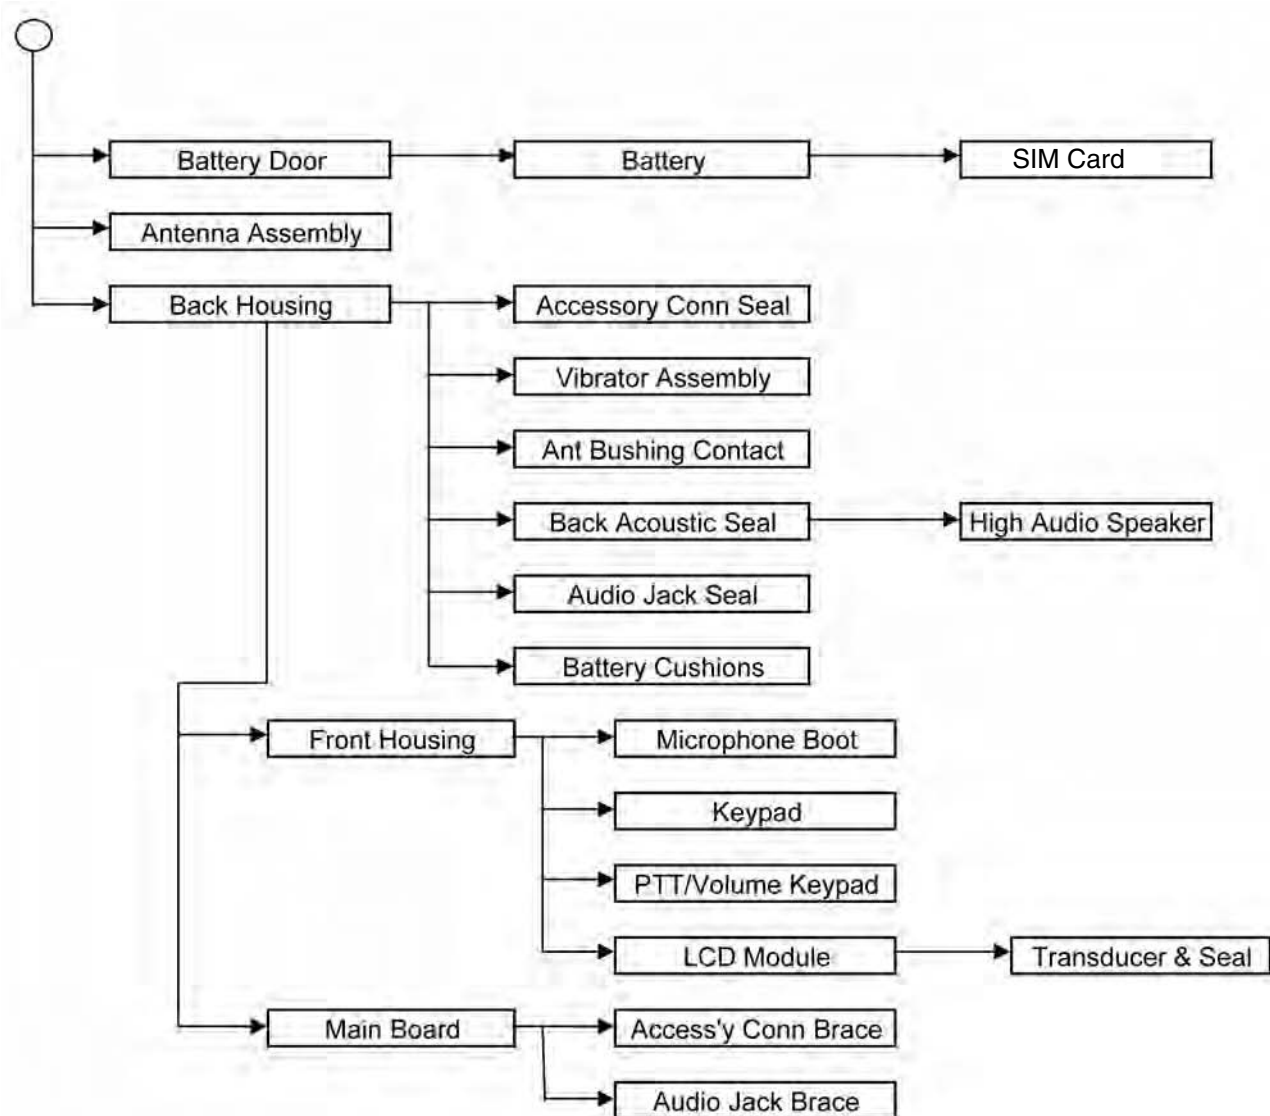 Battery Door
Battery
SIM Card
Antenna Assembly
Back Housing
Accessory Conn Seal
Vibrator Assembly
Ant Bushing Contact
Back Acoustic Seal
High Audio Speaker
Audio Jack Seal
Battery Cushions
Front Housing
Microphone Boot
Keypad
PTT/Volume Keypad
LCD Module
Transducer & Seal
Main Board
Access'y Conn Brace
Audio Jack Brace